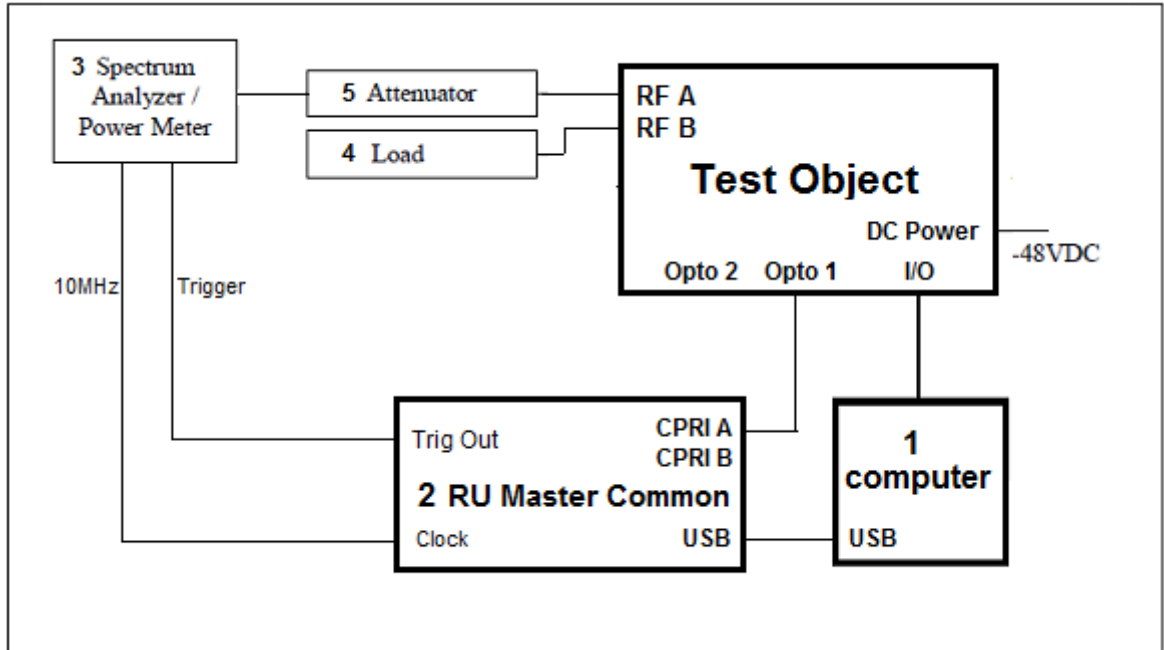 3 Spectrum
Analyzer /
Power Meter
5 Attenuator
4 Load
RF A
RF B
Test Object
DC Power
-48VDC
Opto 2 Opto 1 I/O
10MHz
Trigger
Trig Out
CPRI A
CPRI B
2 RU Master Common
Clock
USB
1
computer
USB